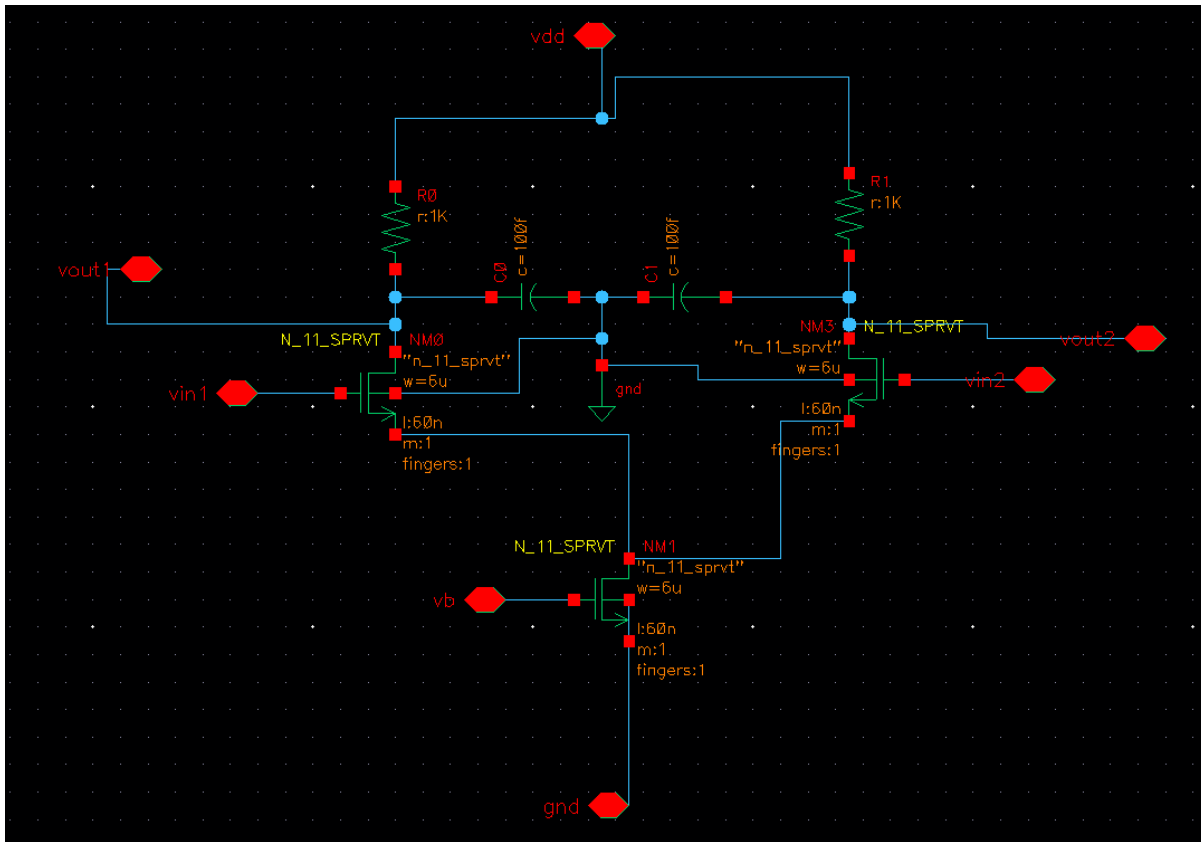 vdd
R0
r:1K
R1
r:1K
c=100f
C0
c=100f
C1
vout1
N_11_SPRVT
NM0
"n_11_sprvt"
w=6u
l:60n
m:1
fingers:1
vin1
gnd
NM3
N_11_SPRVT
"n_11_sprvt"
w=6u
l:60n
m:1
fingers:1
vout2
vin2
N_11_SPRVT
NM1
"n_11_sprvt"
w=6u
l:60n
m:1
fingers:1
vb
gnd